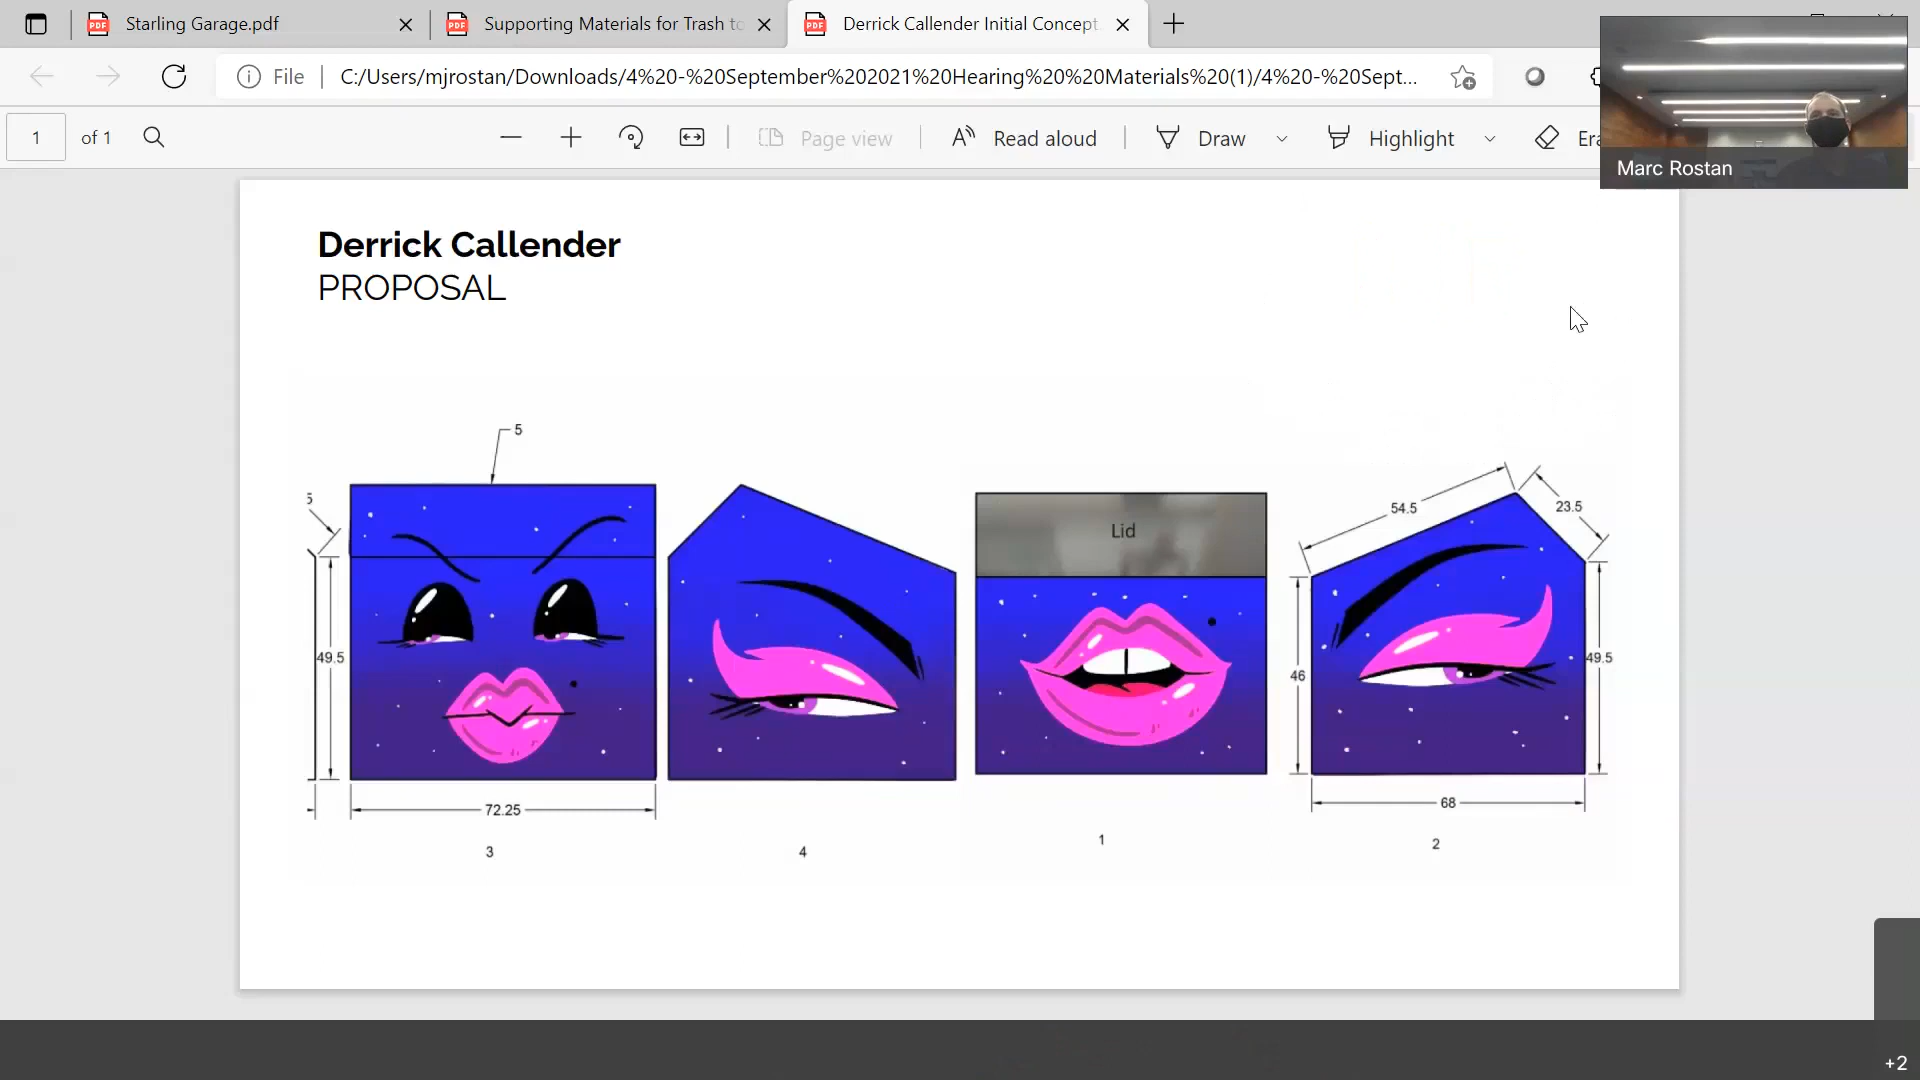 Starling Garage.pdf
Supporting Materials for Trash to
Derrick Callender Initial Concept
File
C:/Users/mjrostan/Downloads/4%20-%20September%202021%20Hearing%20%20Materials%20(1)/4%20-%20Sept...
1 of 1
Page view
Read aloud
Draw
Highlight
Marc Rostan
Derrick Callender
PROPOSAL
5
5
Lid
54.5
23.5
49.5
46
49.5
72.25
68
3
4
1
2
+2